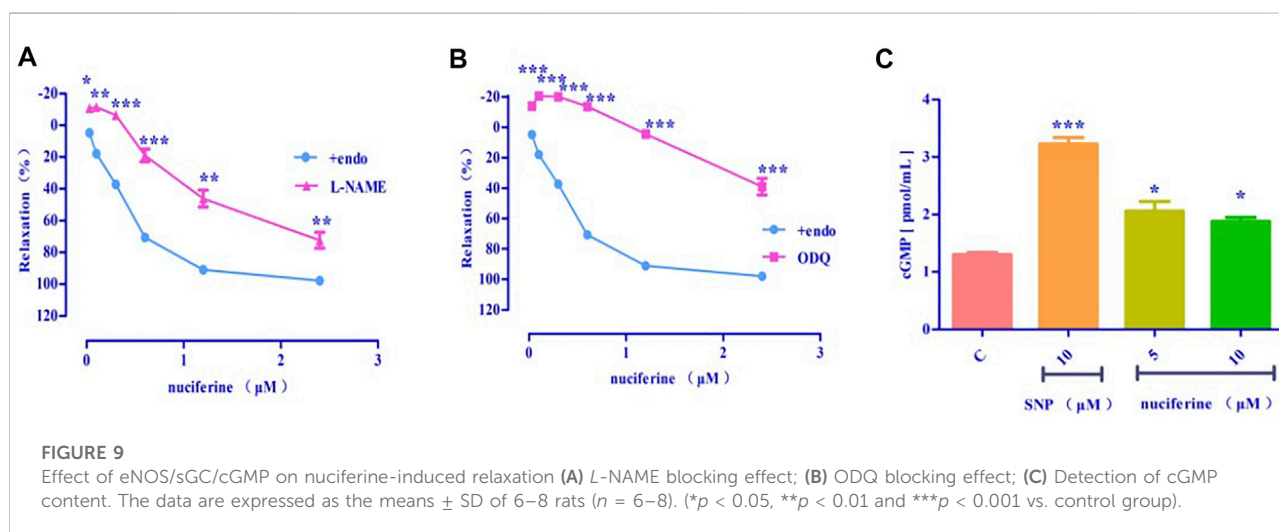 A
* ** *** *** ** **
-20
0
20
40
60
80
100
120
Relaxation (%)
+endo
L-NAME
0 1 2 3
nuciferine (μM)
B
*** *** *** *** *** ***
-20
0
20
40
60
80
100
120
Relaxation (%)
+endo
ODQ
0 1 2 3
nuciferine (μM)
C
4
3
2
1
0
cGMP [ pmol/mL ]
*** * *
C 10 5 10
SNP (μM) nuciferine (μM)
FIGURE 9
Effect of eNOS/sGC/cGMP on nuciferine-induced relaxation (A) L-NAME blocking effect; (B) ODQ blocking effect; (C) Detection of cGMP
content. The data are expressed as the means ± SD of 6–8 rats (n = 6–8). (*p < 0.05, **p < 0.01 and ***p < 0.001 vs. control group).